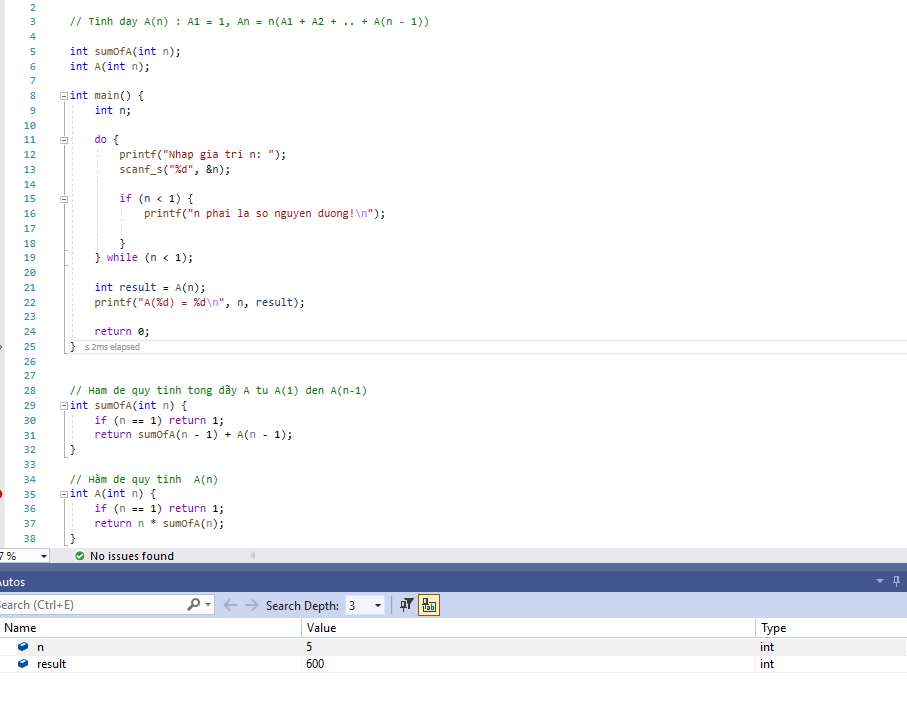 2
3 // Tinh day A(n) : A1 = 1, An = n(A1 + A2 + .. + A(n - 1))
4
5 int sumOfA(int n);
6 int A(int n);
7
8 int main() {
9 int n;
10
11 do {
12 printf("Nhap gia tri n: ");
13 scanf_s("%d", &n);
14
15 if (n < 1) {
16 printf("n phai la so nguyen duong!\n");
17
18 }
19 } while (n < 1);
20
21 int result = A(n);
22 printf("A(%d) = %d\n", n, result);
23
24 return 0;
25 } ≤ 2ms elapsed
26
27
28 // Ham de quy tinh tong dãy A tu A(1) den A(n-1)
29 int sumOfA(int n) {
30 if (n == 1) return 1;
31 return sumOfA(n - 1) + A(n - 1);
32 }
33
34 // Hàm de quy tinh  A(n)
35 int A(int n) {
36 if (n == 1) return 1;
37 return n * sumOfA(n);
38 }
7 % No issues found
Autos
Search (Ctrl+E) Search Depth: 3
Name Value Type
n 5 int
result 600 int